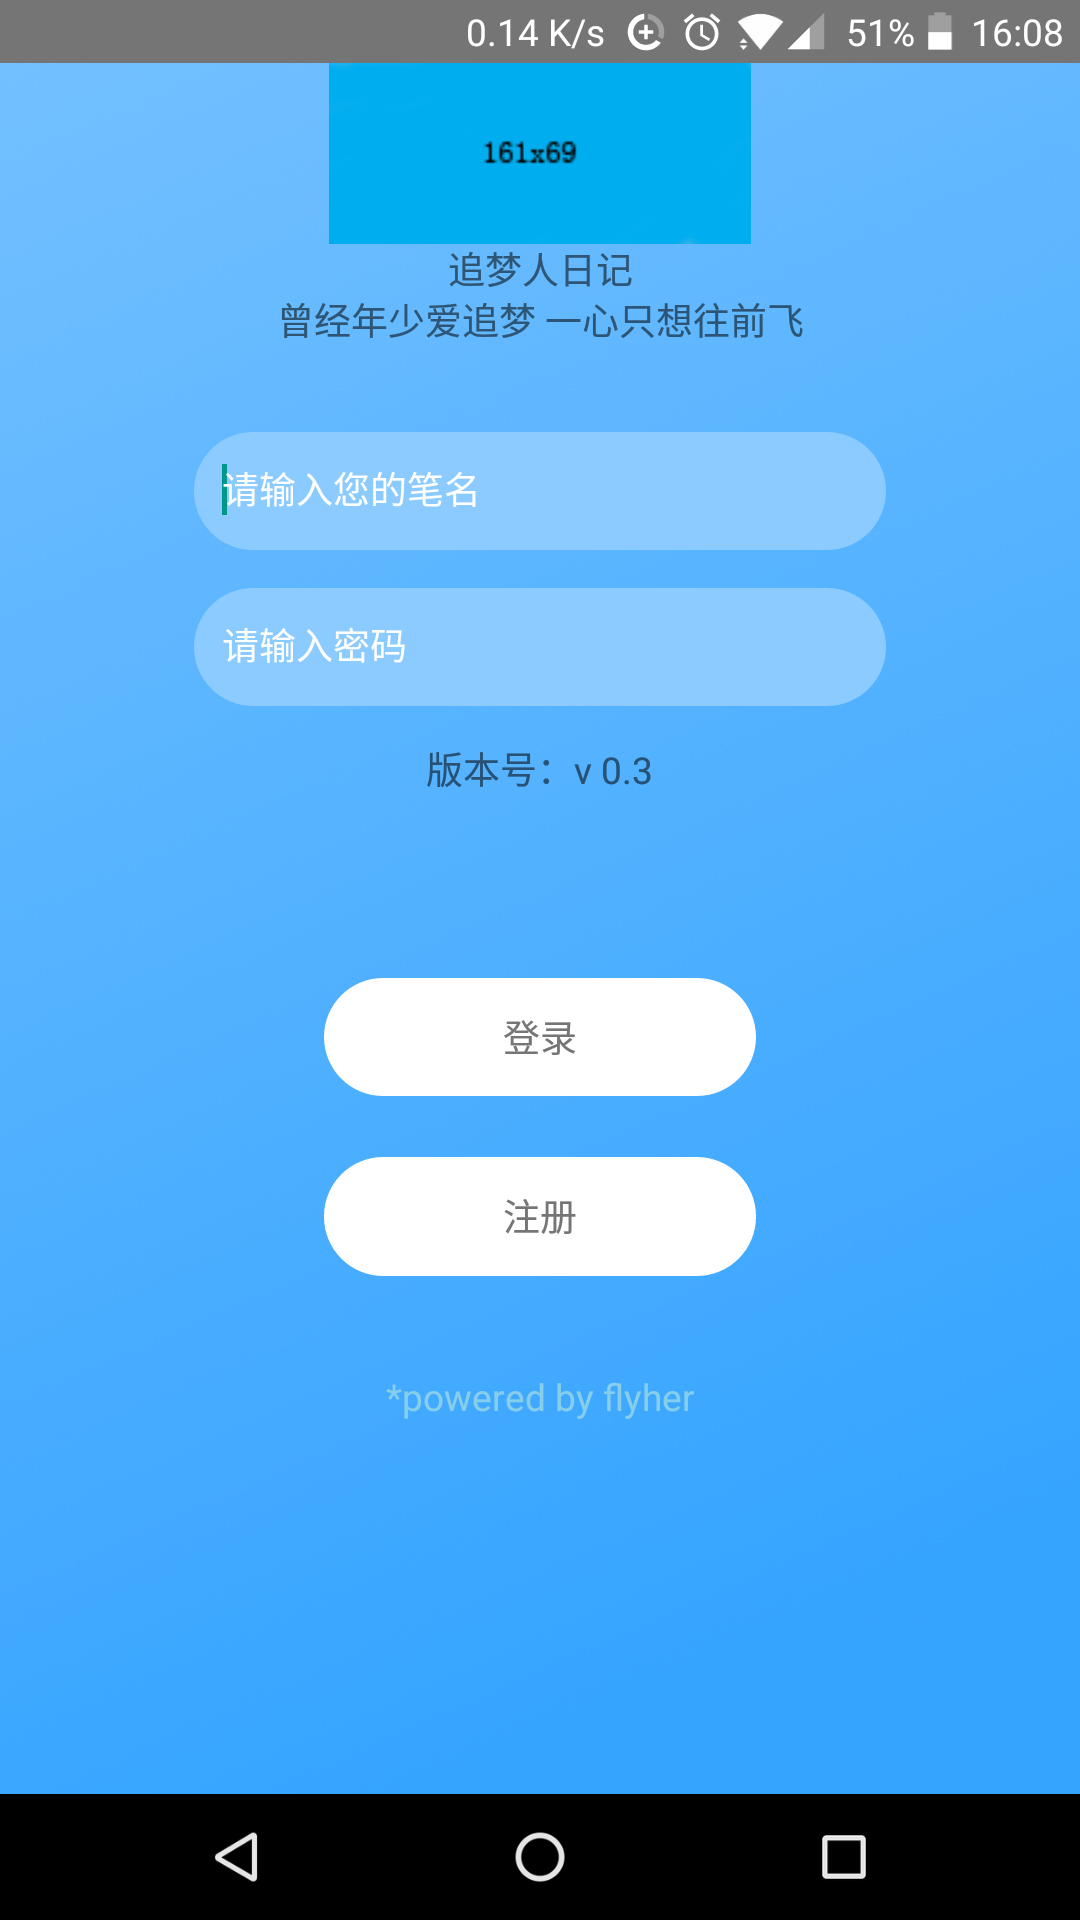 0.14 K/s 51% 16:08
161x69
追梦人日记
曾经年少爱追梦 一心只想往前飞
请输入您的笔名
请输入密码
版本号：v 0.3
登录
注册
*powered by flyher